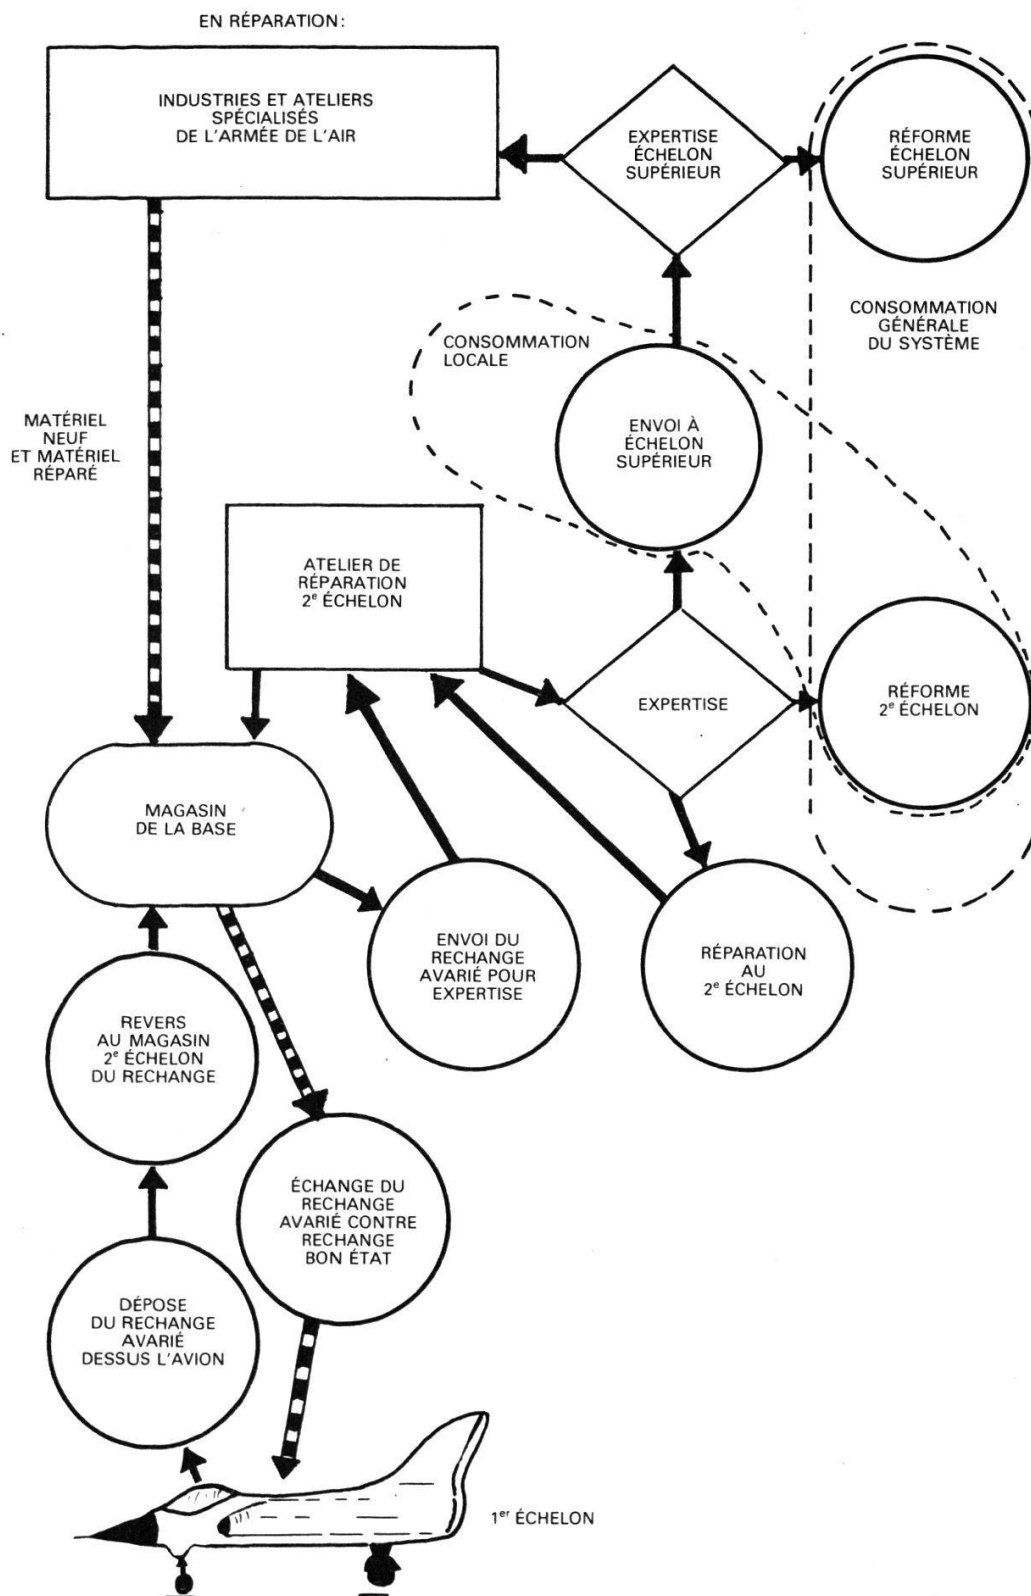 EN RÉPARATION :
INDUSTRIES ET ATELIERS
SPÉCIALISÉS
DE L'ARMÉE DE L'AIR
EXPERTISE
ÉCHELON
SUPÉRIEUR
RÉFORME
ÉCHELON
SUPÉRIEUR
CONSOMMATION
GÉNÉRALE
DU SYSTÈME
CONSOMMATION
LOCALE
ENVOI À
ÉCHELON
SUPÉRIEUR
MATÉRIEL
NEUF
ET MATÉRIEL
RÉPARÉ
ATELIER DE
RÉPARATION
2e ÉCHELON
EXPERTISE
RÉFORME
2e ÉCHELON
MAGASIN
DE LA BASE
ENVOI DU
RECHANGE
AVARIÉ POUR
EXPERTISE
RÉPARATION
AU
2e ÉCHELON
REVERS
AU MAGASIN
2e ÉCHELON
DU RECHANGE
ÉCHANGE DU
RECHANGE
AVARIÉ CONTRE
RECHANGE
BON ÉTAT
DÉPOSE
DU RECHANGE
AVARIÉ
DESSUS L'AVION
1er ÉCHELON